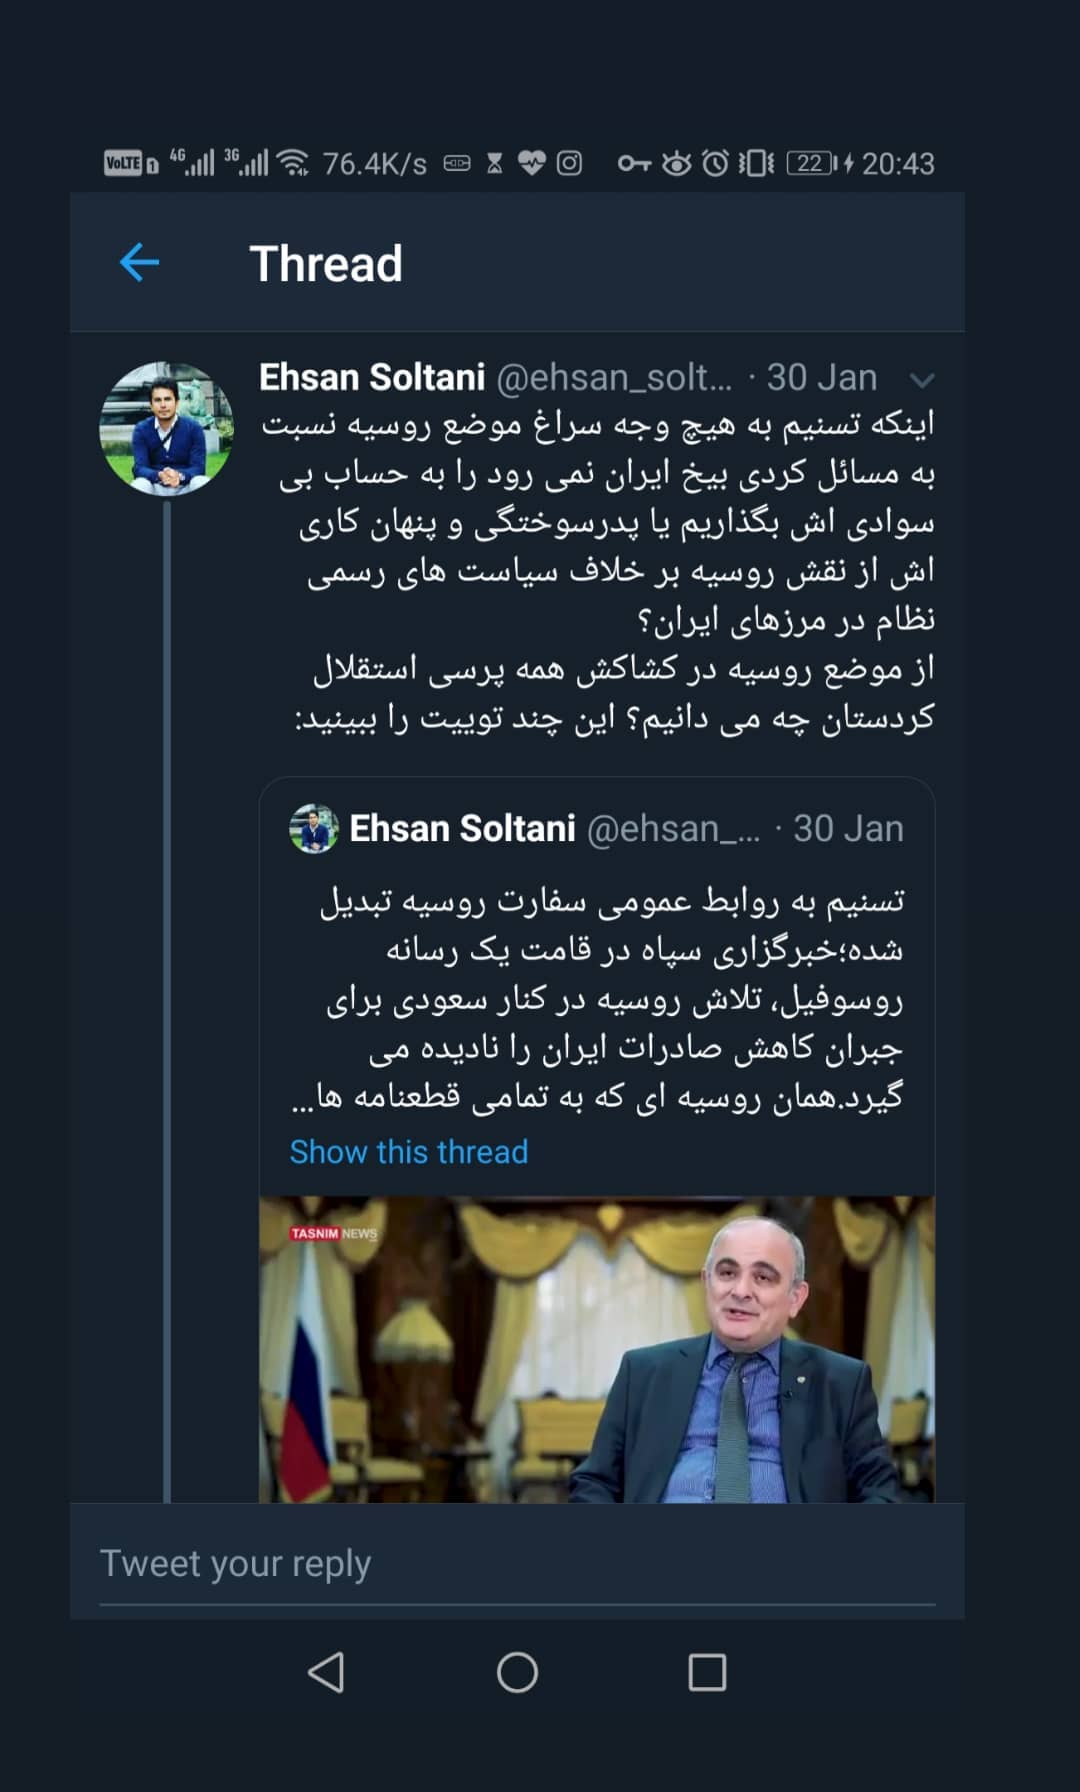 VoLTE 1 4G 3G 76.4K/s 22 20:43
Thread
Ehsan Soltani @ehsan_solt... · 30 Jan
اینکه تسنیم به هیچ وجه سراغ موضع روسیه نسبت
به مسائل کردی بیخ ایران نمی رود را به حساب بی
سوادی اش بگذاریم یا پدرسوختگی و پنهان کاری
اش از نقش روسیه بر خلاف سیاست های رسمی
نظام در مرزهای ایران؟
از موضع روسیه در کشاکش همه پرسی استقلال
کردستان چه می دانیم؟ این چند توییت را ببینید:
Ehsan Soltani @ehsan_... · 30 Jan
تسنیم به روابط عمومی سفارت روسیه تبدیل
شده؛خبرگزاری سپاه در قامت یک رسانه
روسوفیل، تلاش روسیه در کنار سعودی برای
جبران کاهش صادرات ایران را نادیده می
گیرد.همان روسیه ای که به تمامی قطعنامه ها...
Show this thread
TASNIM NEWS
Tweet your reply